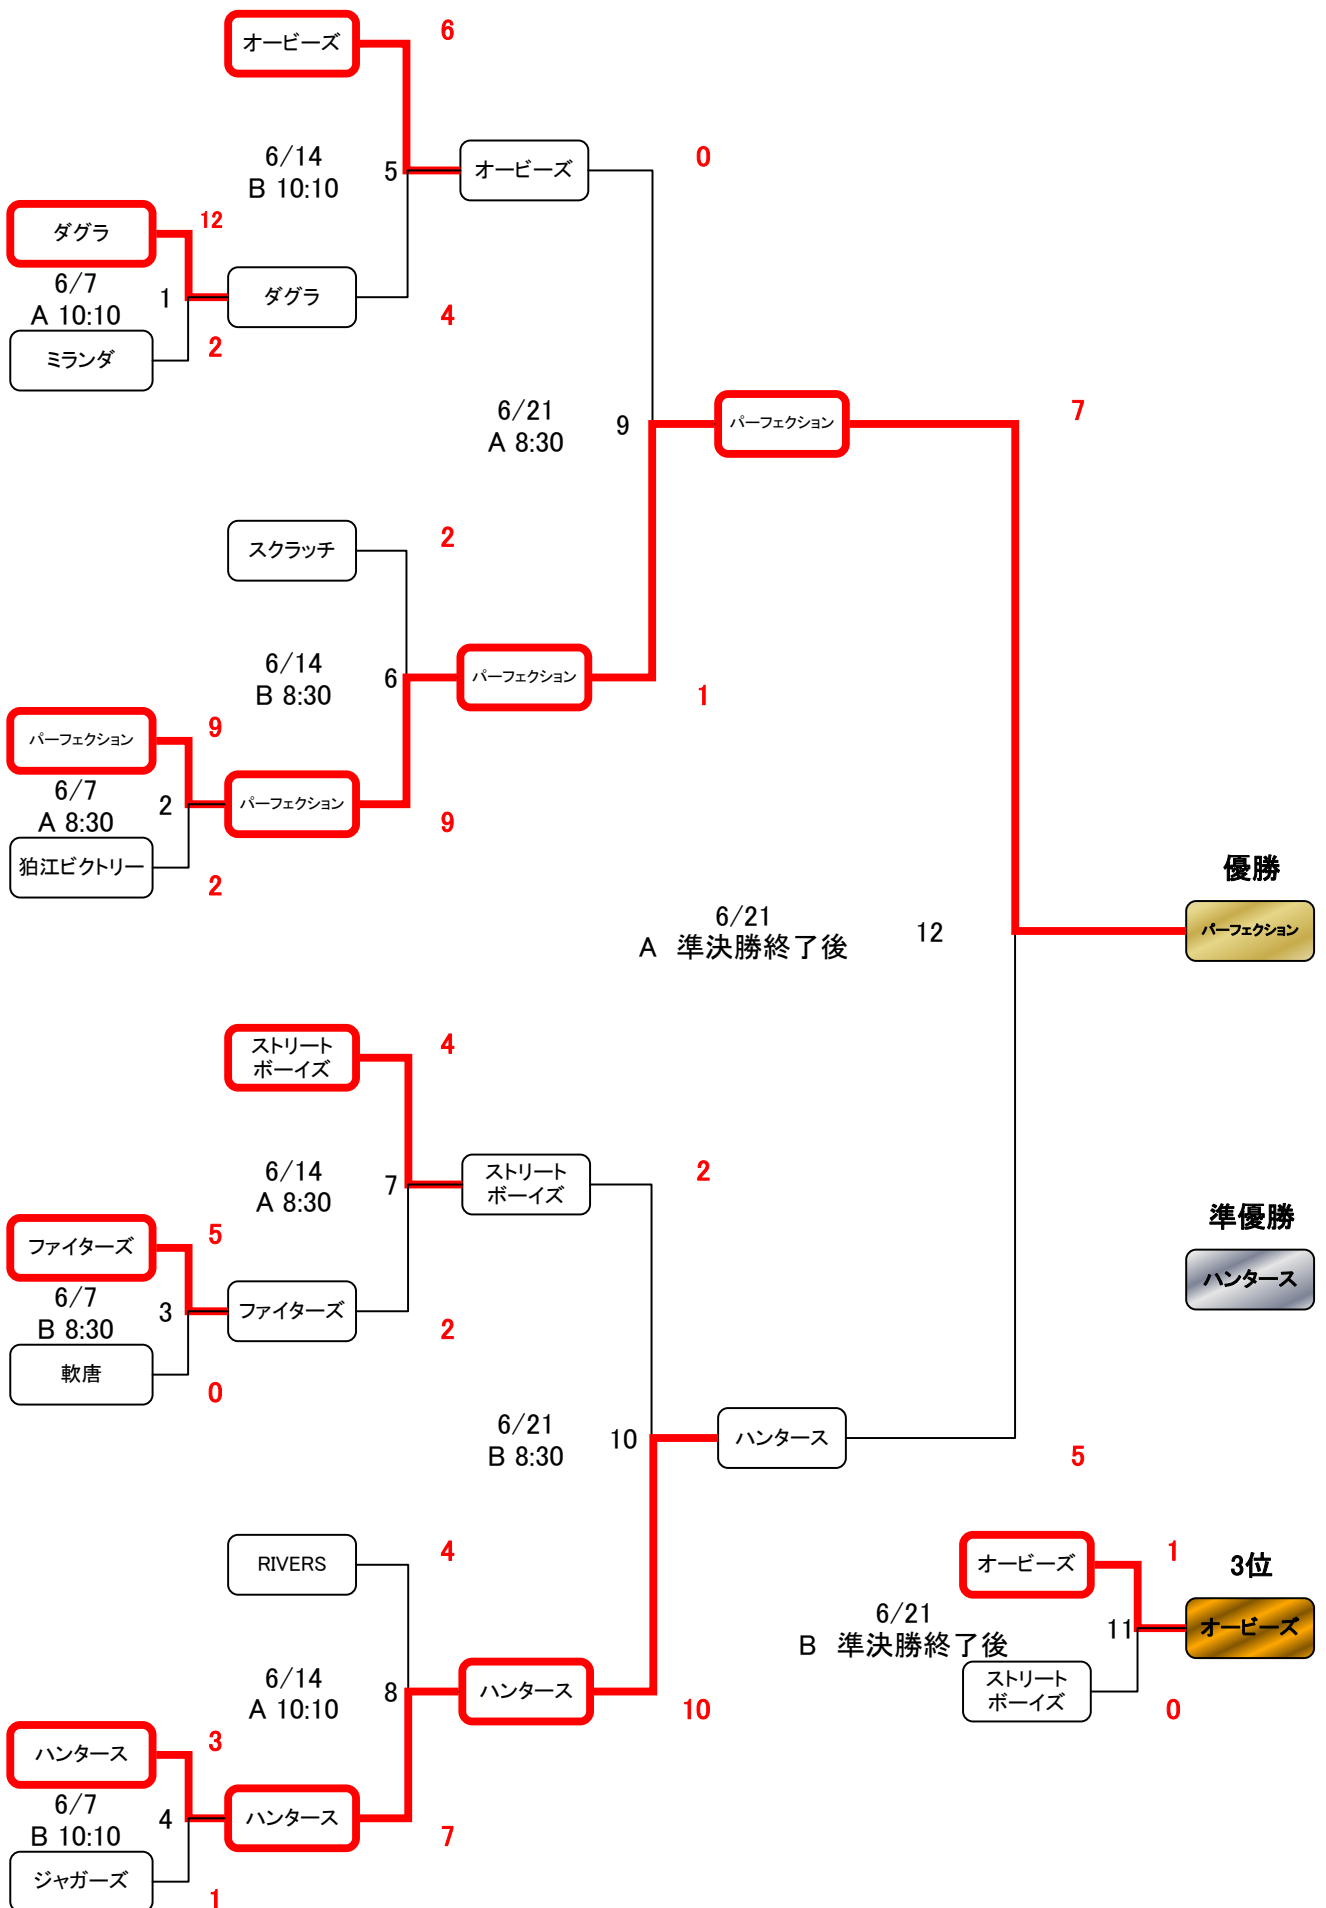 オービーズ
6
6/14
B 10:10
5
オービーズ
0
ダグラ
12
6/7
A 10:10
1
ダグラ
4
ミランダ
2
6/21
A 8:30
9
パーフェクション
7
スクラッチ
2
6/14
B 8:30
6
パーフェクション
1
パーフェクション
9
6/7
A 8:30
2
パーフェクション
9
狛江ビクトリー
2
6/21
A 準決勝終了後
12
優勝
パーフェクション
ストリート
ボーイズ
4
6/14
A 8:30
7
ストリート
ボーイズ
2
準優勝
ハンタース
ファイターズ
5
6/7
B 8:30
3
ファイターズ
2
軟唐
0
6/21
B 8:30
10
ハンタース
5
RIVERS
4
オービーズ
1
3位
オービーズ
6/21
B 準決勝終了後
11
ストリート
ボーイズ
0
6/14
A 10:10
8
ハンタース
10
ハンタース
3
6/7
B 10:10
4
ハンタース
7
ジャガーズ
1